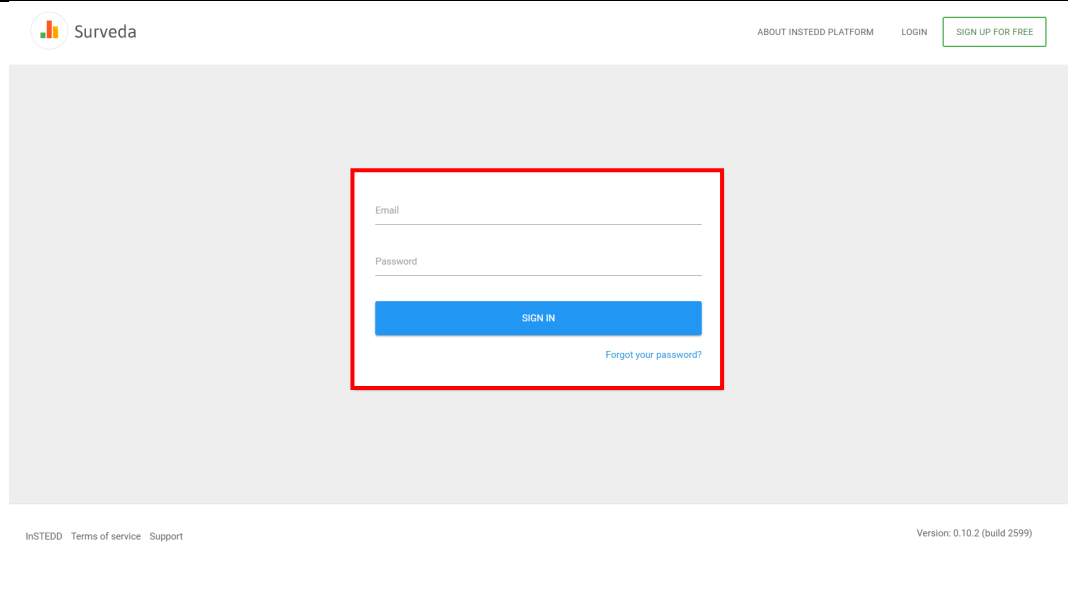 Surveda
ABOUT INSTEDD PLATFORM LOGIN SIGN UP FOR FREE
Email
Password
SIGN IN
Forgot your password?
InSTEDD Terms of service Support
Version: 0.10.2 (build 2599)